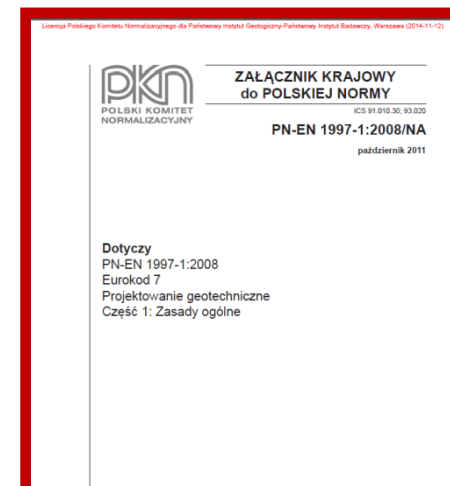 Licencja Polskiego Komitetu Normalizacyjnego dla Państwowy Instytut Geologiczny-Państwowy Instytut Badawczy, Warszawa (2014-11-12)
PKN
POLSKI KOMITET
NORMALIZACYJNY
ZAŁĄCZNIK KRAJOWY
do POLSKIEJ NORMY
ICS 91.010.30; 93.020
PN-EN 1997-1:2008/NA
październik 2011
Dotyczy
PN-EN 1997-1:2008
Eurokod 7
Projektowanie geotechniczne
Część 1: Zasady ogólne